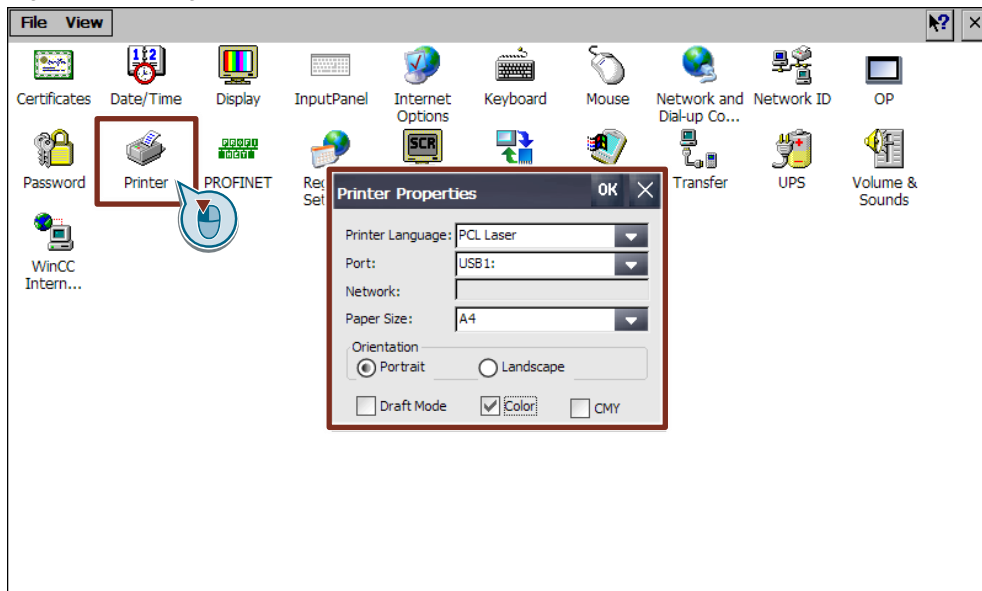 File View
Certificates Date/Time Display InputPanel Internet Options Keyboard Mouse Network and Dial-up Co... Network ID OP
Password Printer PROFINET SCR Transfer UPS Volume & Sounds
WinCC Intern...
Printer Properties OK
Printer Language: PCL Laser
Port: USB1:
Network:
Paper Size: A4
Orientation
Portrait Landscape
Draft Mode Color CMY